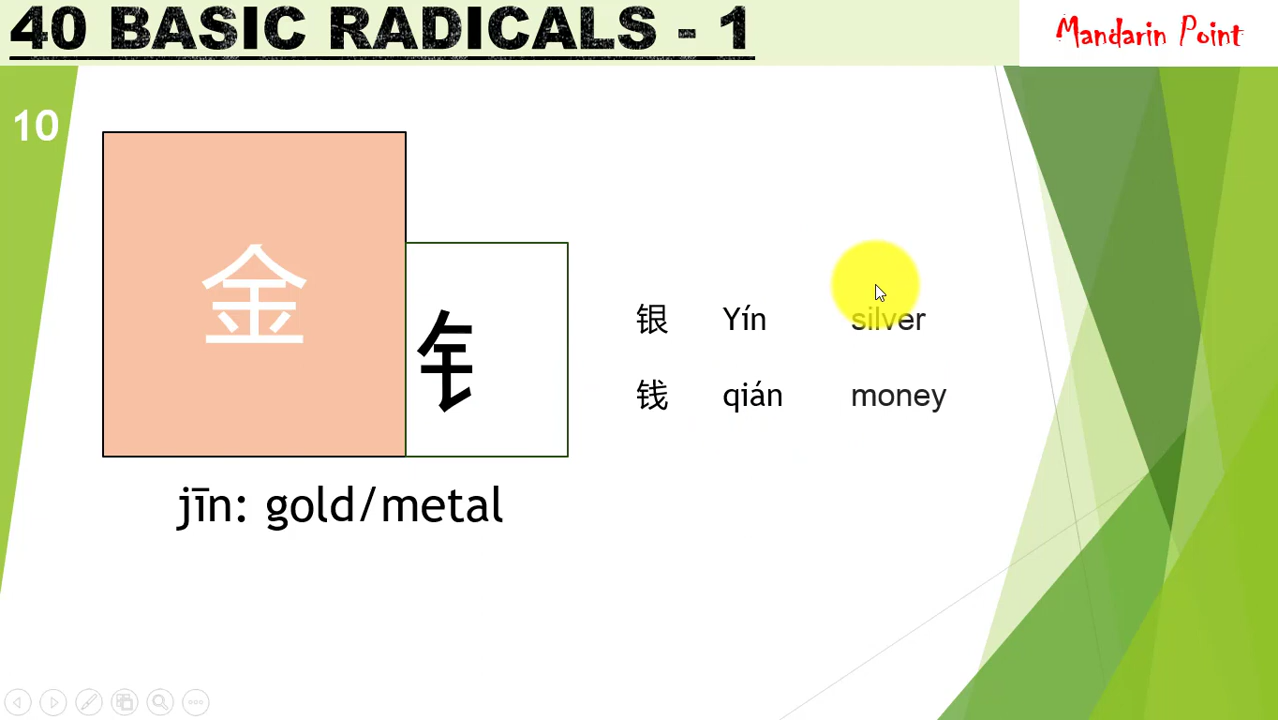 40 BASIC RADICALS - 1
Mandarin Point
10
金
钅
银 Yín silver
钱 qián money
jīn: gold/metal